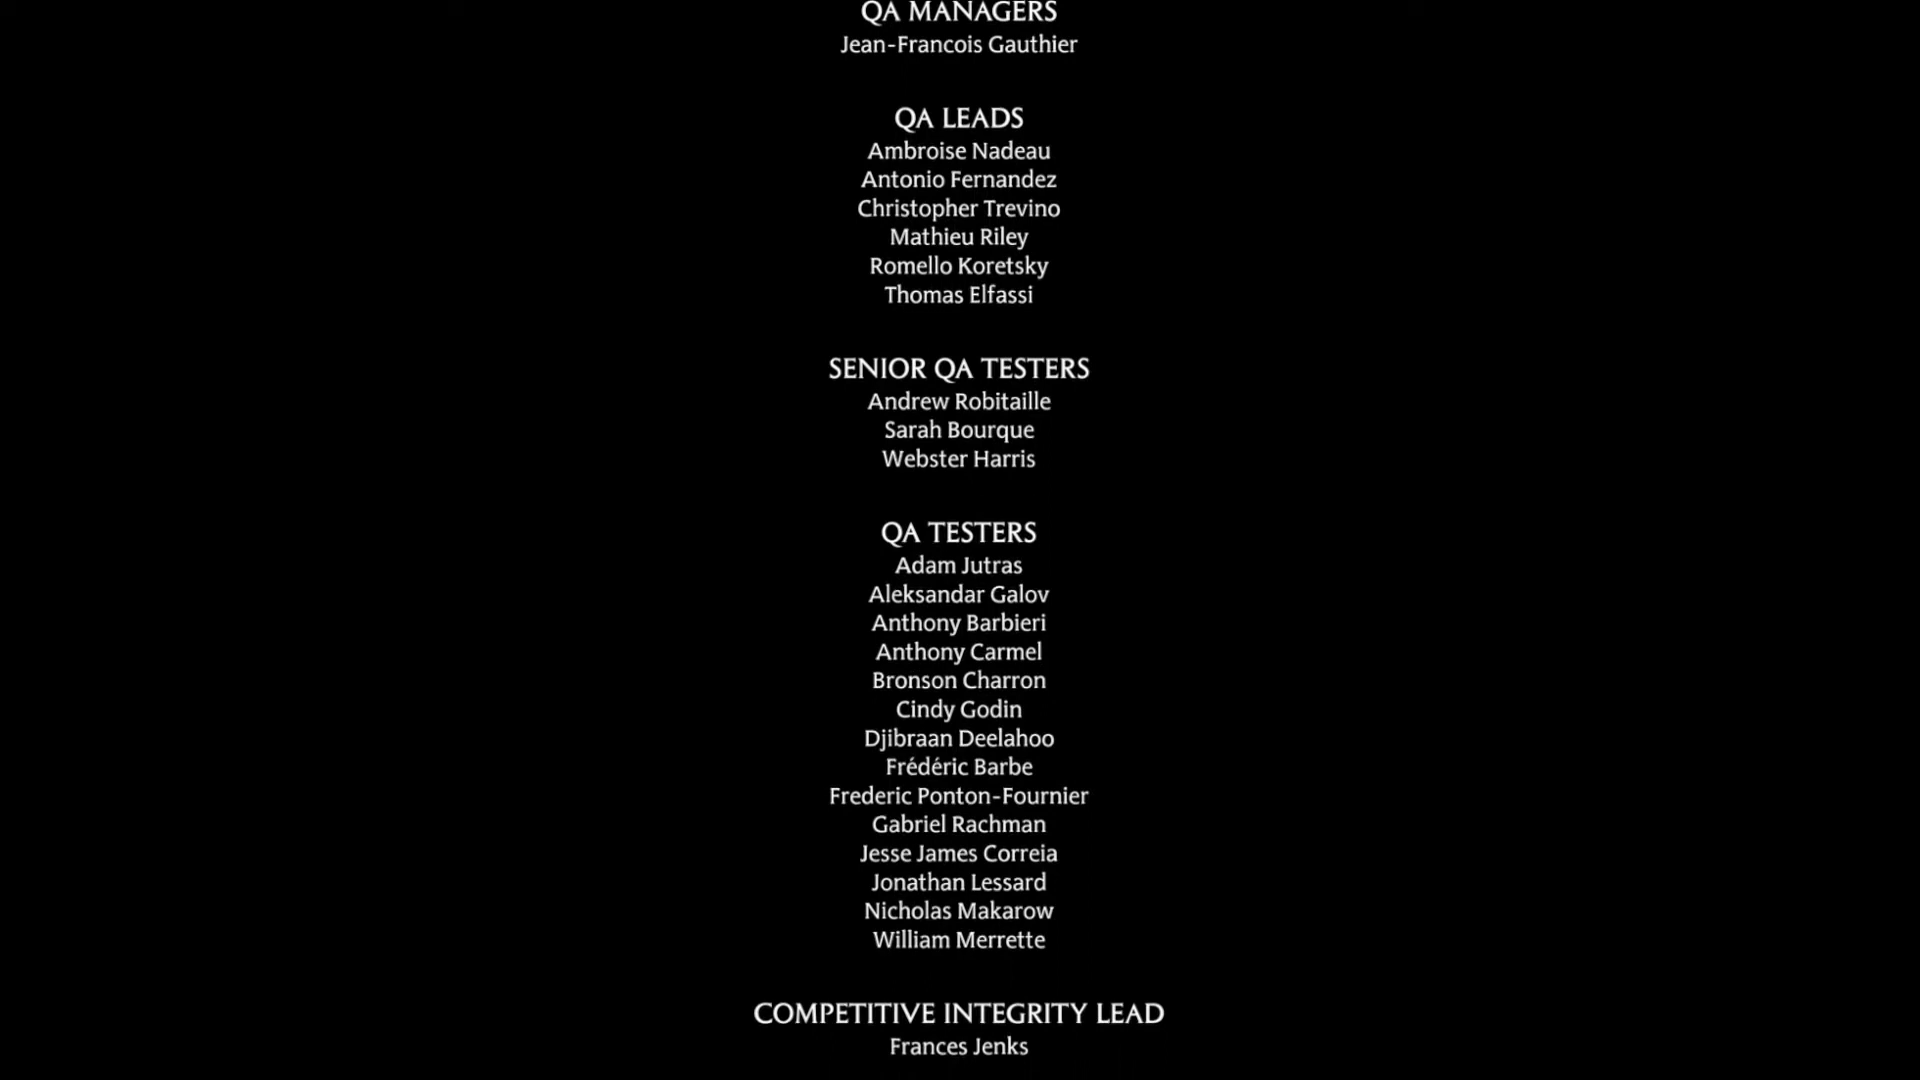 QA MANAGERS
Jean-Francois Gauthier
QA LEADS
Ambroise Nadeau
Antonio Fernandez
Christopher Trevino
Mathieu Riley
Romello Koretsky
Thomas Elfassi
SENIOR QA TESTERS
Andrew Robitaille
Sarah Bourque
Webster Harris
QA TESTERS
Adam Jutras
Aleksandar Galov
Anthony Barbieri
Anthony Carmel
Bronson Charron
Cindy Godin
Djibraan Deelahoo
Frédéric Barbe
Frederic Ponton-Fournier
Gabriel Rachman
Jesse James Correia
Jonathan Lessard
Nicholas Makarow
William Merrette
COMPETITIVE INTEGRITY LEAD
Frances Jenks